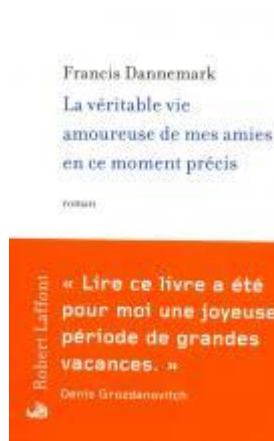 Francis Dannemark
La véritable vie
amoureuse de mes amies
en ce moment précis
roman
« Lire ce livre a été
pour moi une joyeuse
période de grandes
vacances. »
Denis Grozdanovitch
Robert Laffont